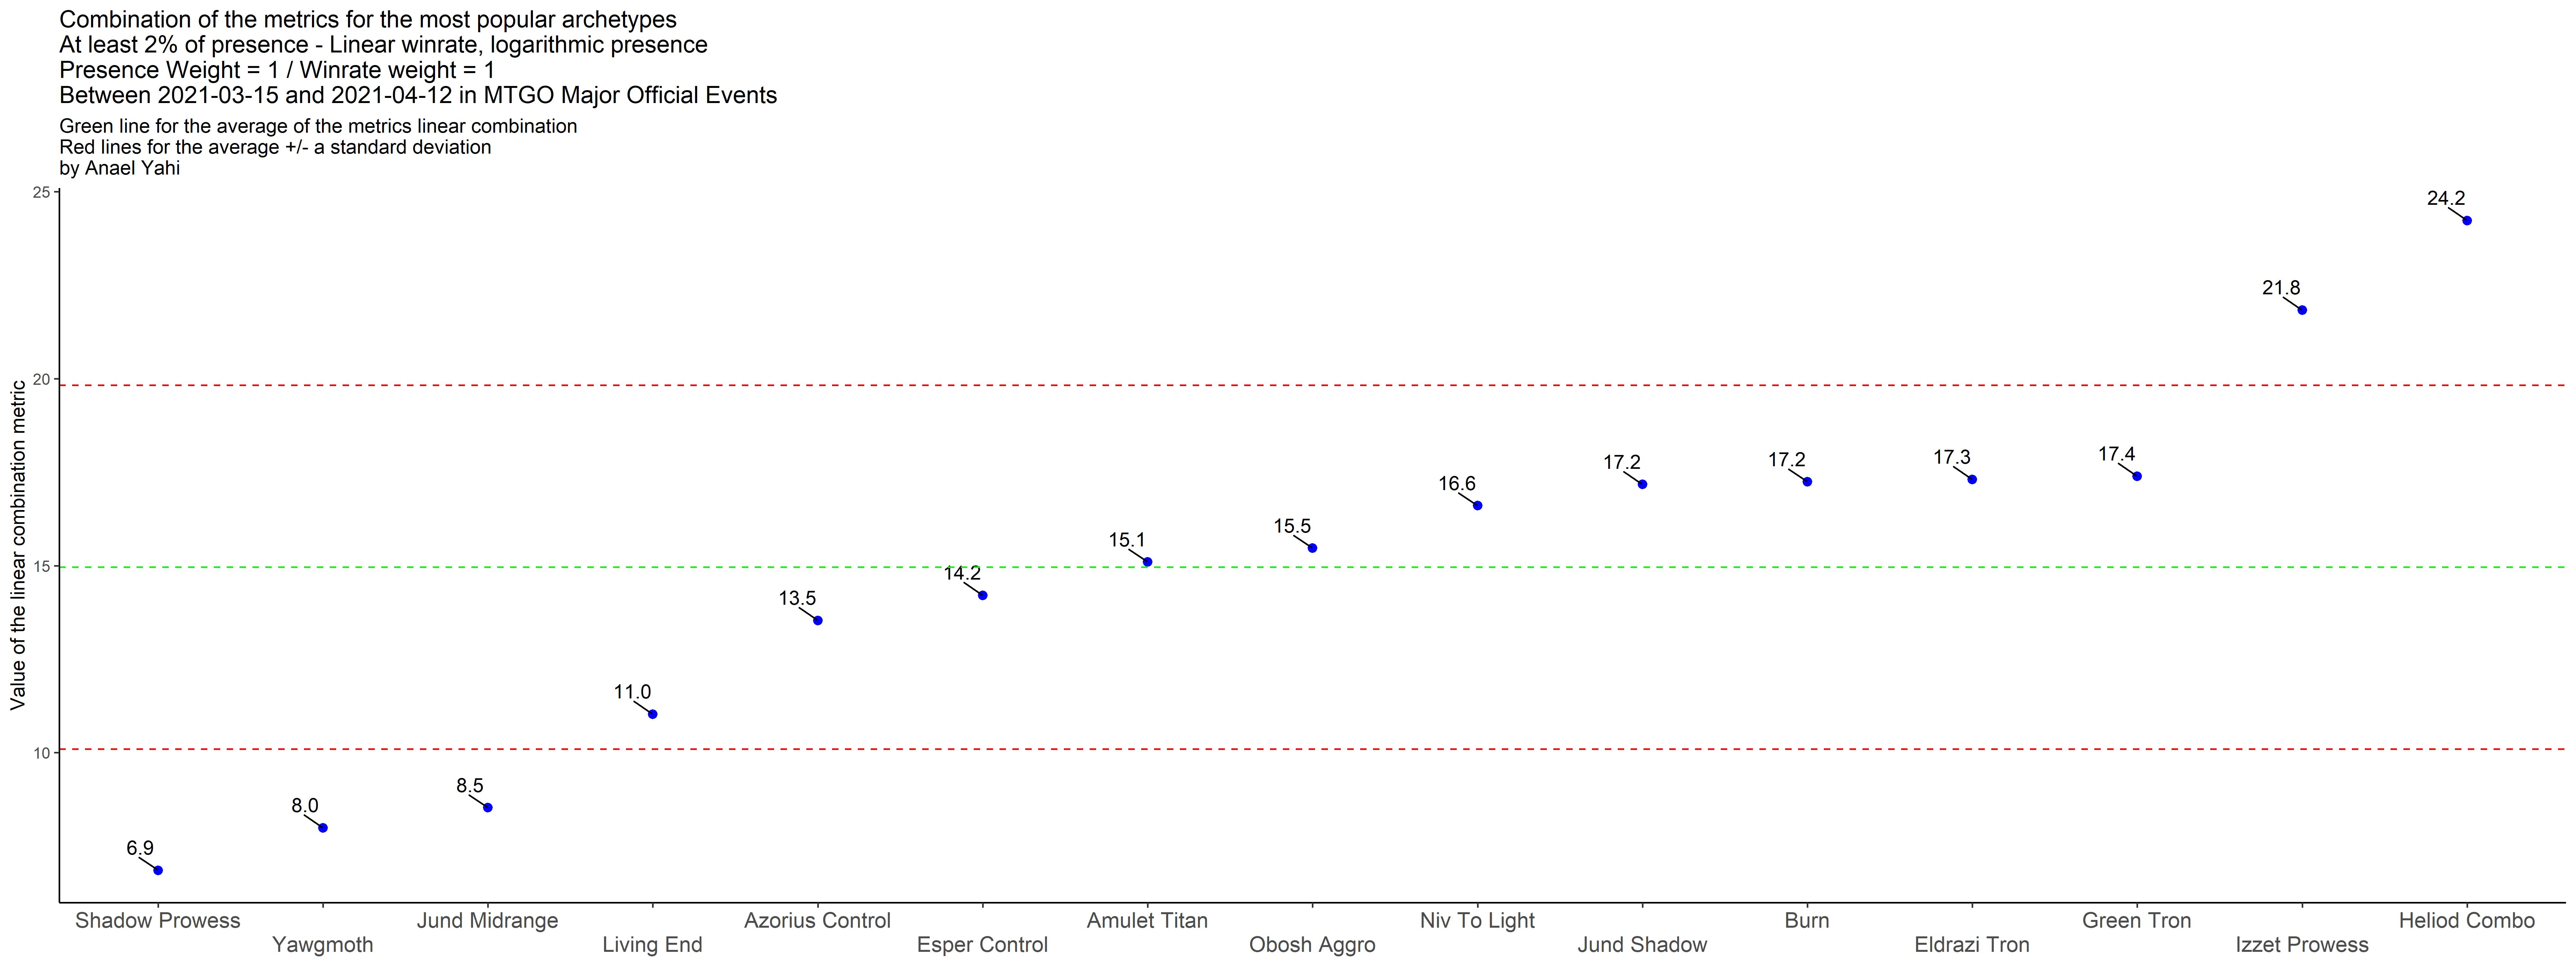 Combination of the metrics for the most popular archetypes
At least 2% of presence - Linear winrate, logarithmic presence
Presence Weight = 1 / Winrate weight = 1
Between 2021-03-15 and 2021-04-12 in MTGO Major Official Events
Green line for the average of the metrics linear combination
Red lines for the average +/- a standard deviation
by Anael Yahi
Value of the linear combination metric
25
20
15
10
6.9
8.0
8.5
11.0
13.5
14.2
15.1
15.5
16.6
17.2
17.2
17.3
17.4
21.8
24.2
Shadow Prowess
Yawgmoth
Jund Midrange
Living End
Azorius Control
Esper Control
Amulet Titan
Obosh Aggro
Niv To Light
Jund Shadow
Burn
Eldrazi Tron
Green Tron
Izzet Prowess
Heliod Combo